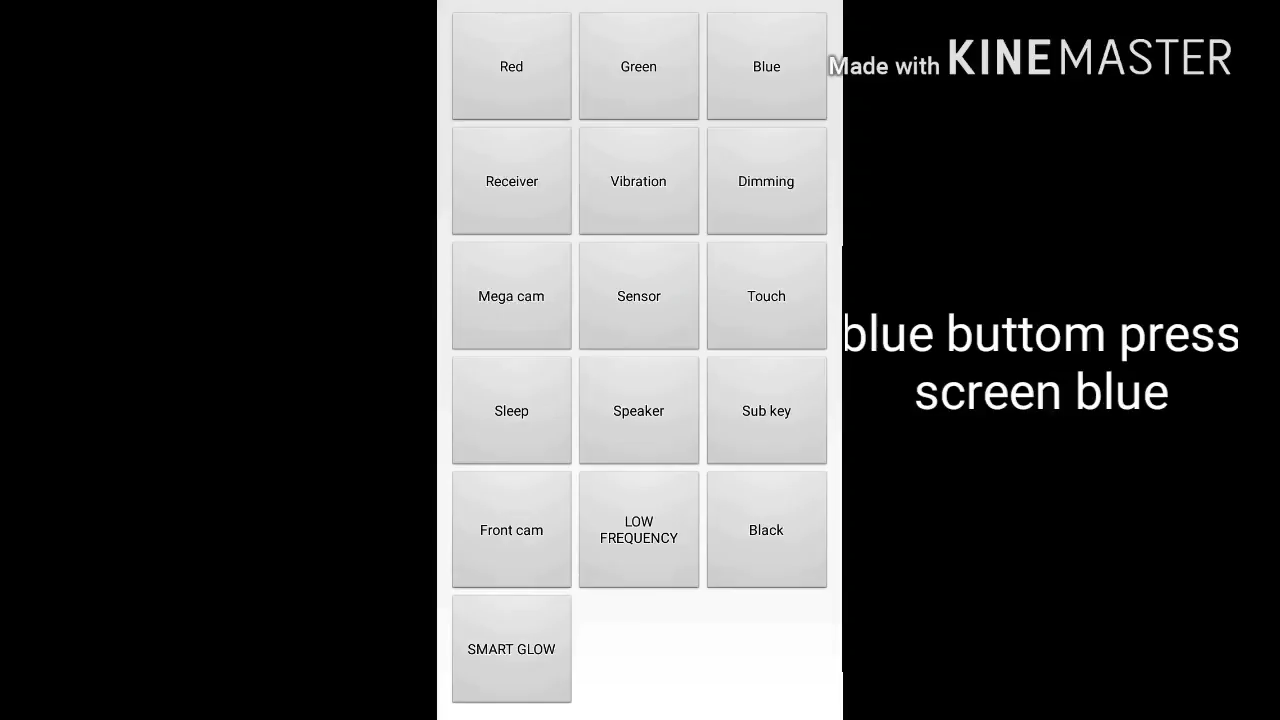 Red Green Blue
Made with KINEMASTER
Receiver Vibration Dimming
Mega cam Sensor Touch
blue buttom press
screen blue
Sleep Speaker Sub key
Front cam LOW FREQUENCY Black
SMART GLOW